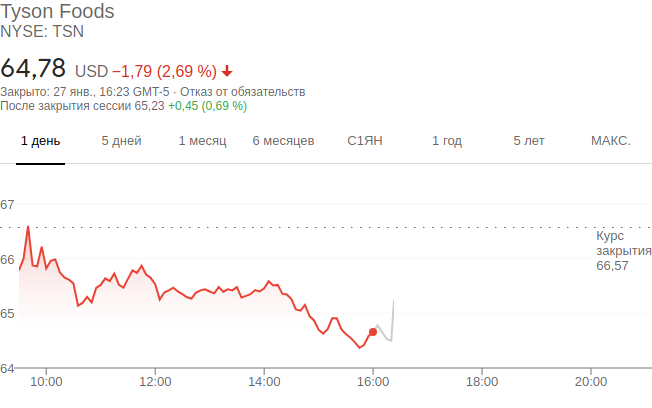 Tyson Foods
NYSE: TSN
64,78 USD −1,79 (2,69 %)
Закрыто: 27 янв., 16:23 GMT-5 · Отказ от обязательств
После закрытия сессии 65,23 +0,45 (0,69 %)
1 день 5 дней 1 месяц 6 месяцев С1ЯН 1 год 5 лет МАКС.
67
Курс
закрытия
66,57
66
65
64
10:00 12:00 14:00 16:00 18:00 20:00